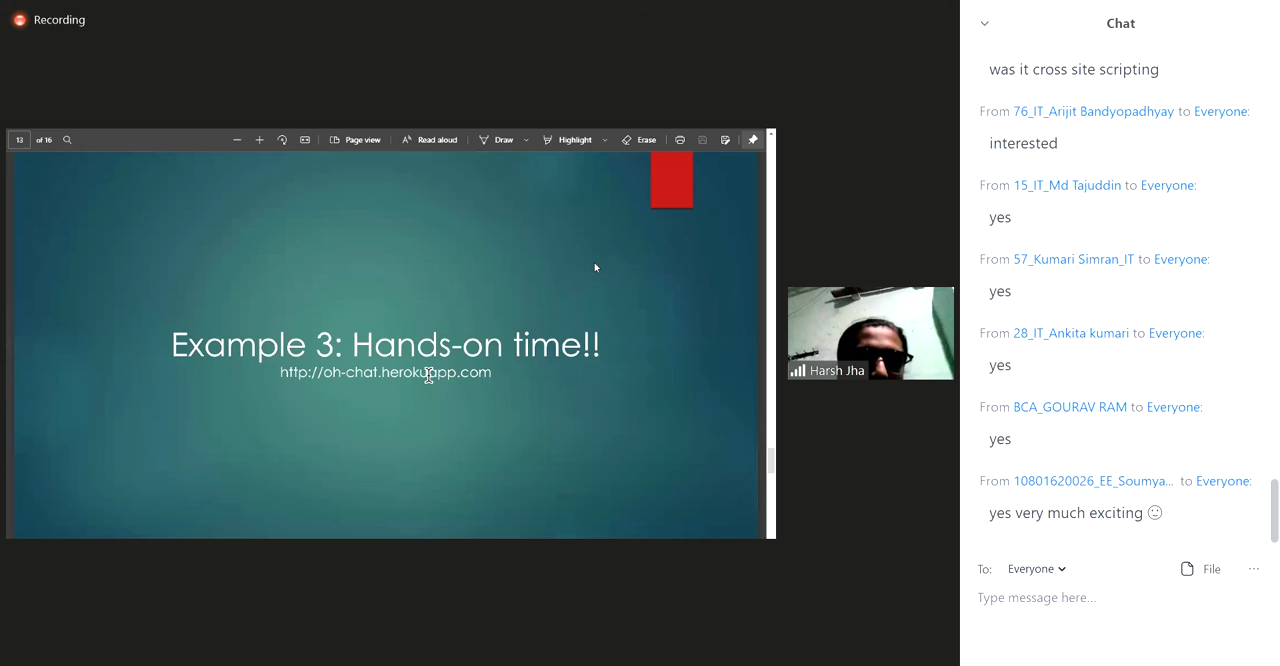 Recording
13 of 16
Page view
Read aloud
Draw
Highlight
Erase
Example 3: Hands-on time!!
http://oh-chat.herokuapp.com
Harsh Jha
Chat
was it cross site scripting
From 76_IT_Arijit Bandyopadhyay to Everyone:
interested
From 15_IT_Md Tajuddin to Everyone:
yes
From 57_Kumari Simran_IT to Everyone:
yes
From 28_IT_Ankita kumari to Everyone:
yes
From BCA_GOURAV RAM to Everyone:
yes
From 10801620026_EE_Soumya... to Everyone:
yes very much exciting
To: Everyone
File
Type message here...